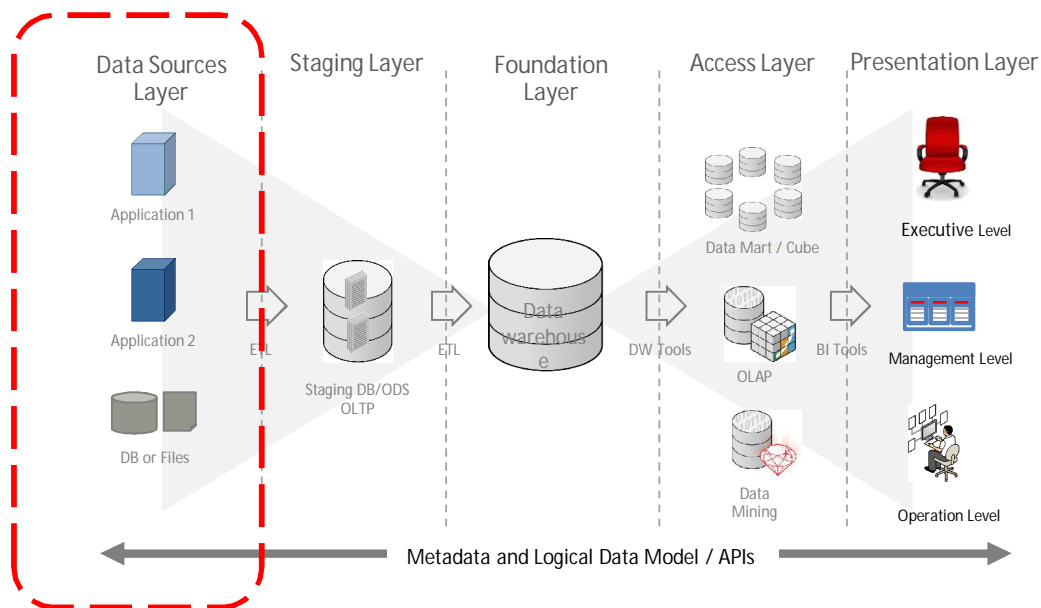 Data Sources
Layer
Staging Layer
Foundation
Layer
Access Layer
Presentation Layer
Application 1
Application 2
DB or Files
ETL
Staging DB/ODS
OLTP
ETL
Data
warehous
e
DW Tools
Data Mart / Cube
OLAP
Data
Mining
BI Tools
Executive Level
Management Level
Operation Level
Metadata and Logical Data Model / APIs